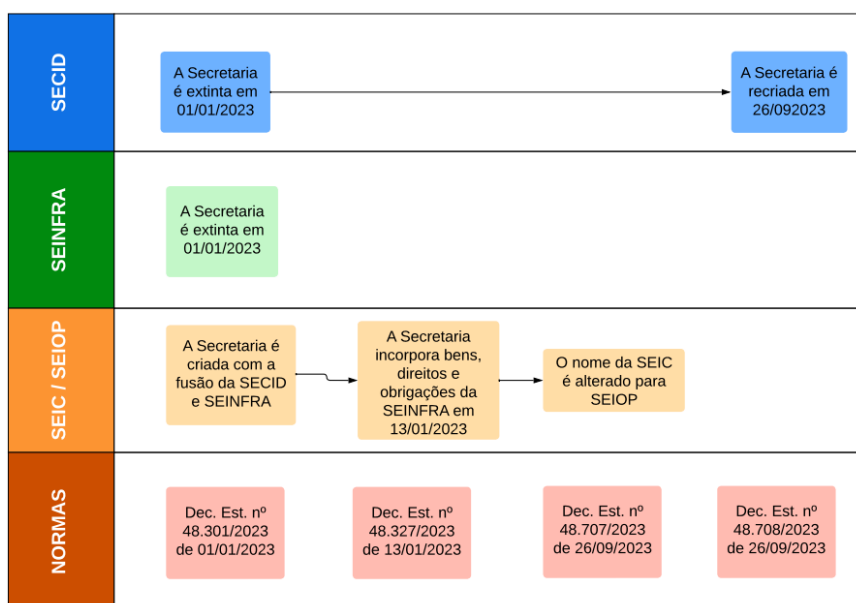 SECID
A Secretaria
é extinta em
01/01/2023
A Secretaria é
recriada em
26/092023
SEINFRA
A Secretaria
é extinta em
01/01/2023
SEIC / SEIOP
A Secretaria é
criada com a
fusão da SECID
e SEINFRA
A Secretaria
incorpora bens,
direitos e
obrigações da
SEINFRA em
13/01/2023
O nome da SEIC
é alterado para
SEIOP
NORMAS
Dec. Est. nº
48.301/2023
de 01/01/2023
Dec. Est. nº
48.327/2023
de 13/01/2023
Dec. Est. nº
48.707/2023
de 26/09/2023
Dec. Est. nº
48.708/2023
de 26/09/2023